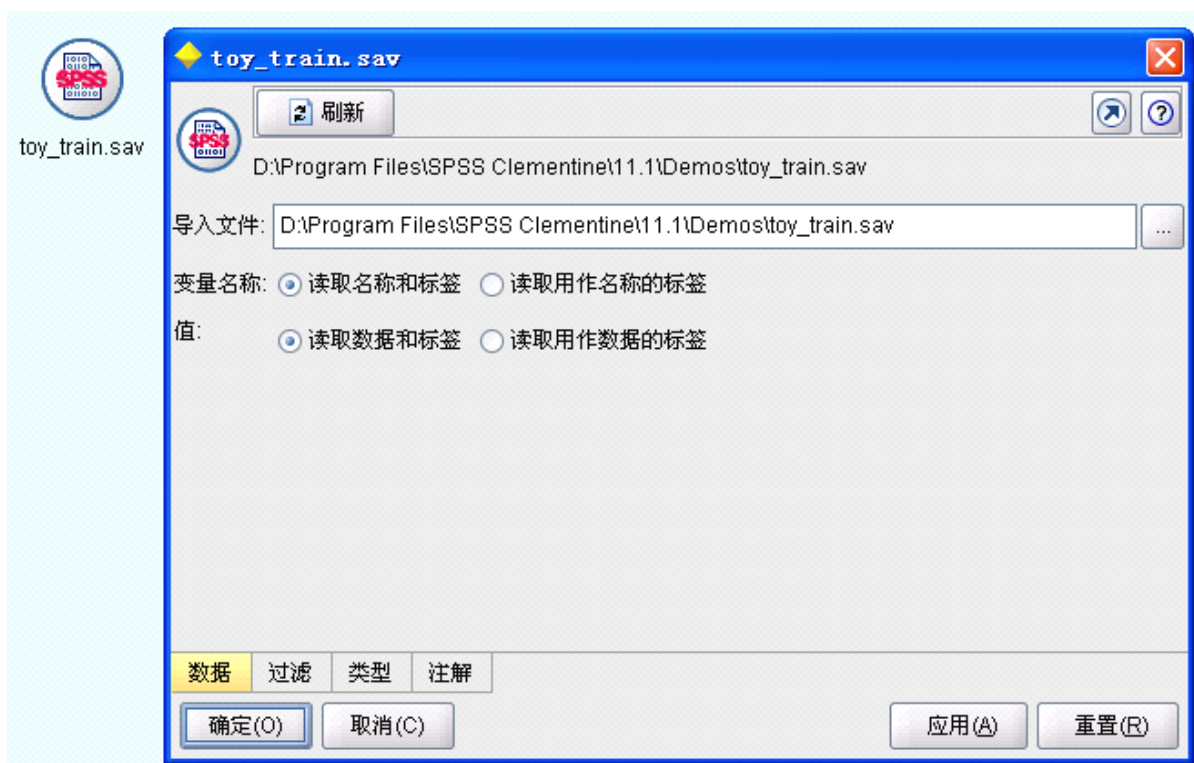 toy_train.sav
SPSS
toy_train.sav
刷新
SPSS
D:\Program Files\SPSS Clementine\11.1\Demos\toy_train.sav
导入文件: D:\Program Files\SPSS Clementine\11.1\Demos\toy_train.sav ...
变量名称: 读取名称和标签 读取用作名称的标签
值: 读取数据和标签 读取用作数据的标签
数据 过滤 类型 注解
确定(O) 取消(C) 应用(A) 重置(R)